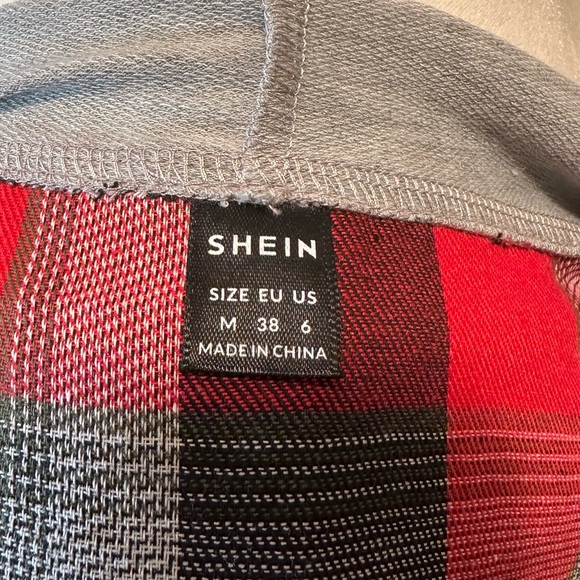 SHEIN
SIZE EU US
M 38 6
MADE IN CHINA